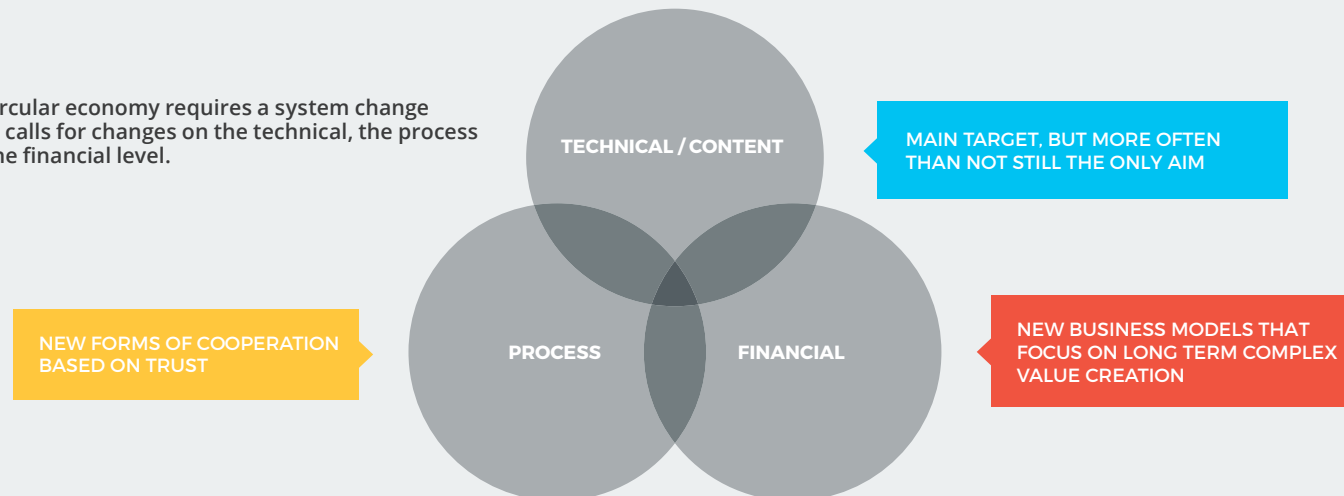 rcular economy requires a system change
calls for changes on the technical, the process
ne financial level.
TECHNICAL / CONTENT
MAIN TARGET, BUT MORE OFTEN
THAN NOT STILL THE ONLY AIM
NEW FORMS OF COOPERATION
BASED ON TRUST
PROCESS
FINANCIAL
NEW BUSINESS MODELS THAT
FOCUS ON LONG TERM COMPLEX
VALUE CREATION